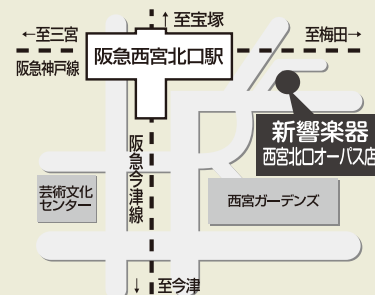 ↑至宝塚
←至三宮
至梅田→
阪急西宮北口駅
阪急神戸線
新響楽器
西宮北口オーパス店
阪急今津線
芸術文化
センター
西宮ガーデンズ
↓至今津